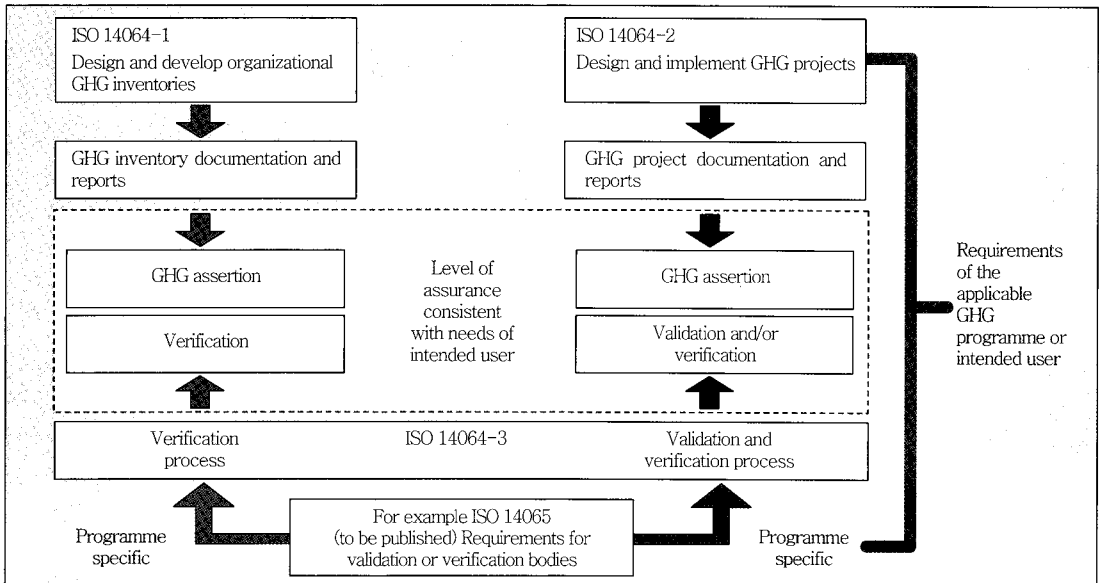 ISO 14064-1
Design and develop organizational
GHG inventories
ISO 14064-2
Design and implement GHG projects
GHG inventory documentation and
reports
GHG project documentation and
reports
GHG assertion
Verification
Level of
assurance
consistent
with needs of
intended user
GHG assertion
Validation and/or
verification
Requirements
of the
applicable
GHG
programme or
intended user
Verification
process
ISO 14064-3
Validation and
verification process
Programme
specific
For example ISO 14065
(to be published) Requirements for
validation or verification bodies
Programme
specific